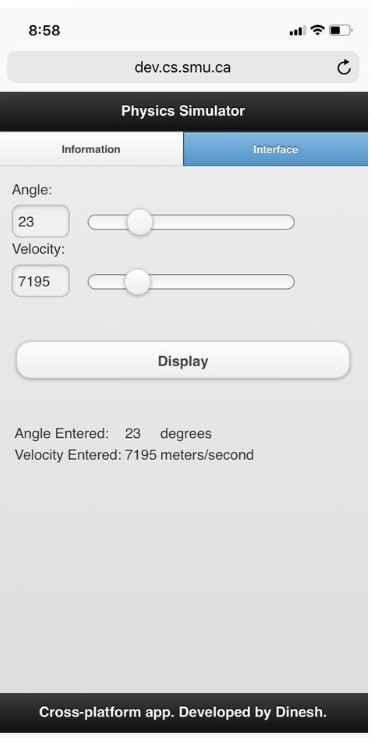 8:58
dev.cs.smu.ca
Physics Simulator
Information Interface
Angle:
23
Velocity:
7195
Display
Angle Entered: 23 degrees
Velocity Entered: 7195 meters/second
Cross-platform app. Developed by Dinesh.